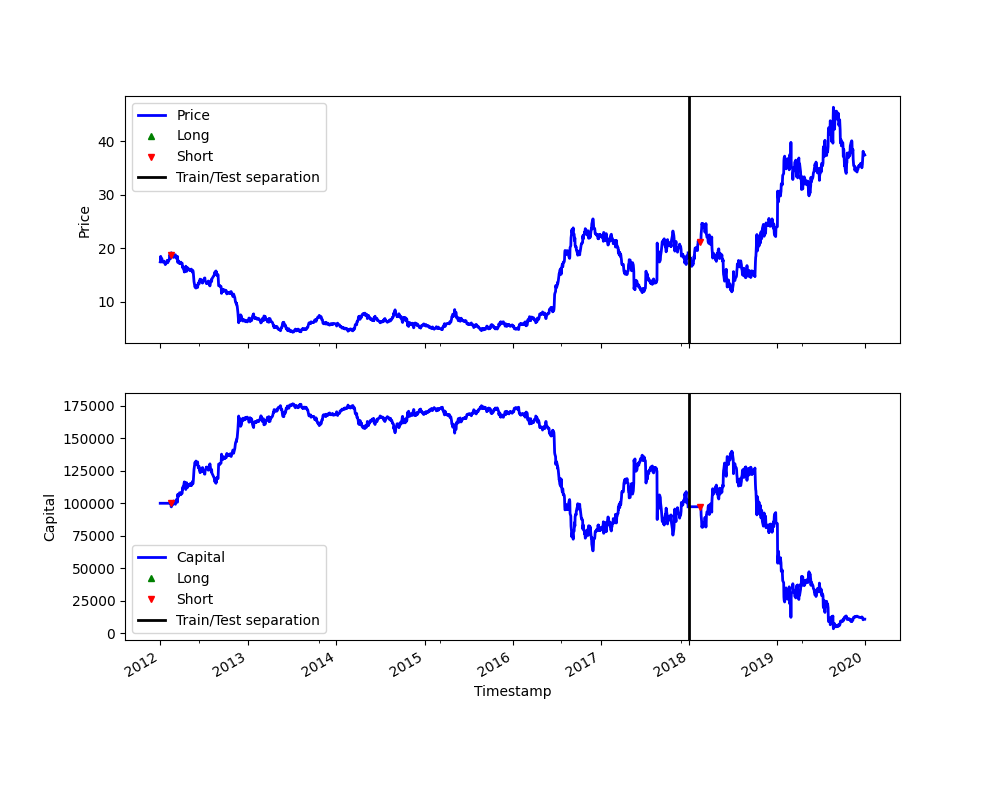 Price
Long
Short
Train/Test separation
40
30
20
10
Price
175000
150000
125000
100000
75000
50000
25000
0
Capital
Capital
Long
Short
Train/Test separation
2012 2013 2014 2015 2016 2017 2018 2019 2020
Timestamp